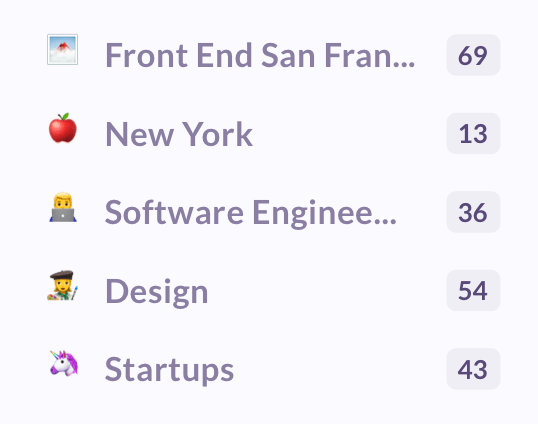 Front End San Fran... 69
New York 13
Software Enginee... 36
Design 54
Startups 43